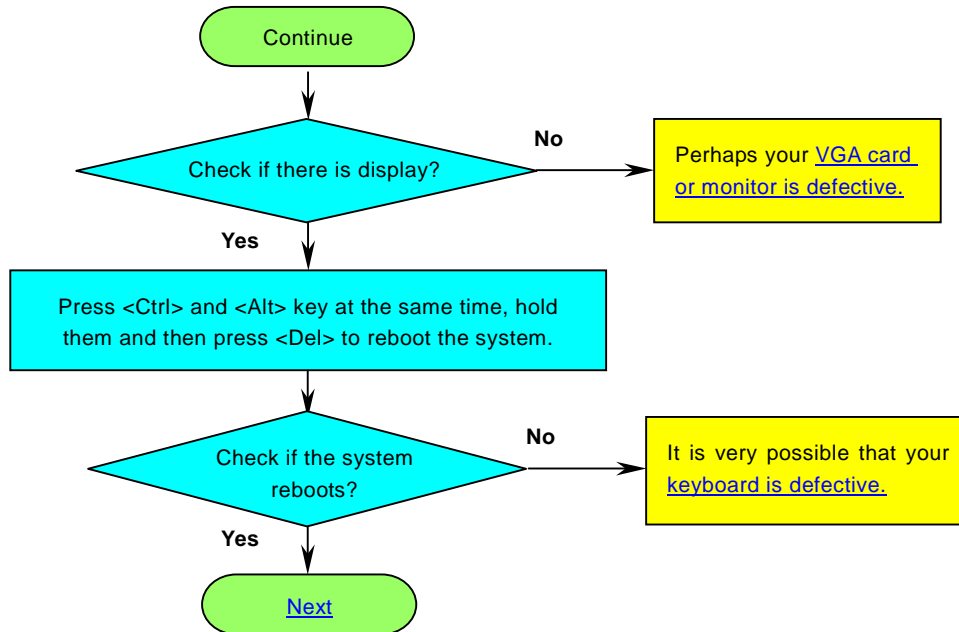 Continue
Check if there is display?
No
Perhaps your VGA card
or monitor is defective.
Yes
Press <Ctrl> and <Alt> key at the same time, hold
them and then press <Del> to reboot the system.
Check if the system
reboots?
No
It is very possible that your
keyboard is defective.
Yes
Next